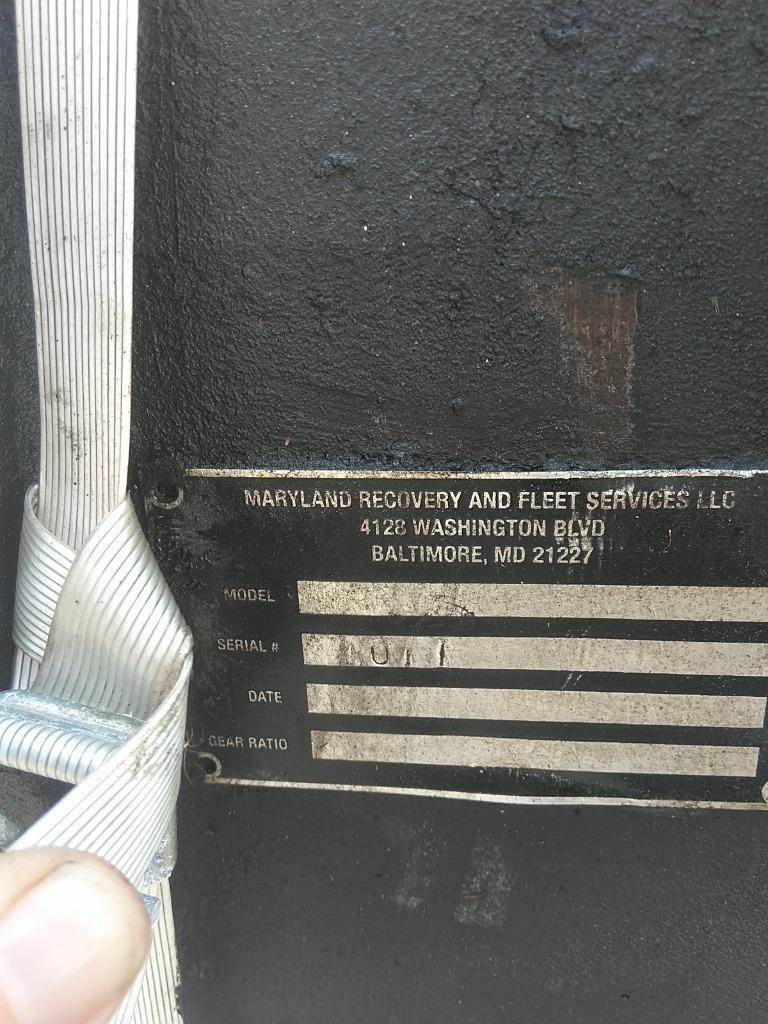 MARYLAND RECOVERY AND FLEET SERVICES LLC
4128 WASHINGTON BLVD
BALTIMORE, MD 21227
MODEL
SERIAL #
DATE
GEAR RATIO